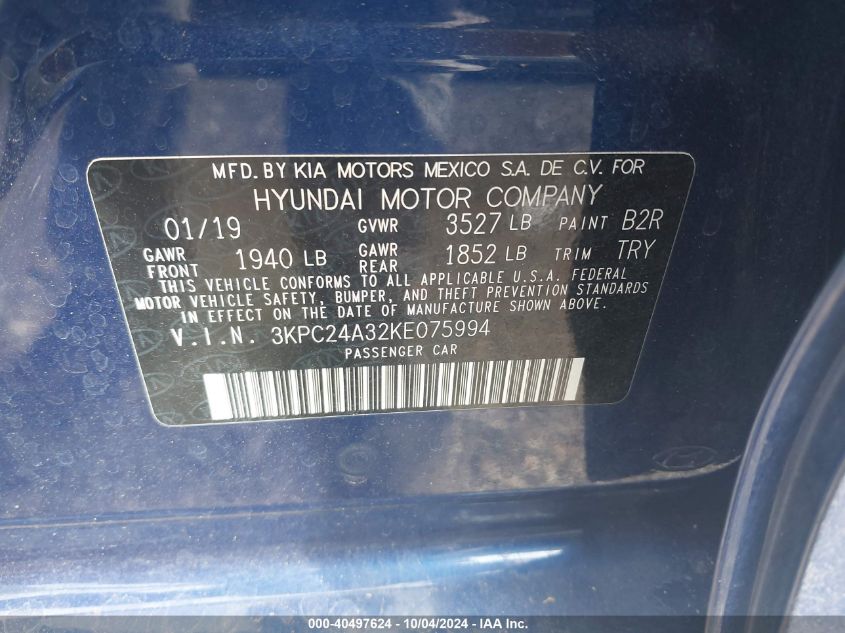 MFD. BY KIA MOTORS MEXICO S.A. DE C.V. FOR
HYUNDAI MOTOR COMPANY
01/19 GVWR 3527 LB PAINT B2R
GAWR FRONT 1940 LB GAWR REAR 1852 LB TRIM TRY
THIS VEHICLE CONFORMS TO ALL APPLICABLE U.S.A. FEDERAL
MOTOR VEHICLE SAFETY, BUMPER, AND THEFT PREVENTION STANDARDS
IN EFFECT ON THE DATE OF MANUFACTURE SHOWN ABOVE.
V.I.N. 3KPC24A32KE075994
PASSENGER CAR
000-40497624 - 10/04/2024 - IAA Inc.